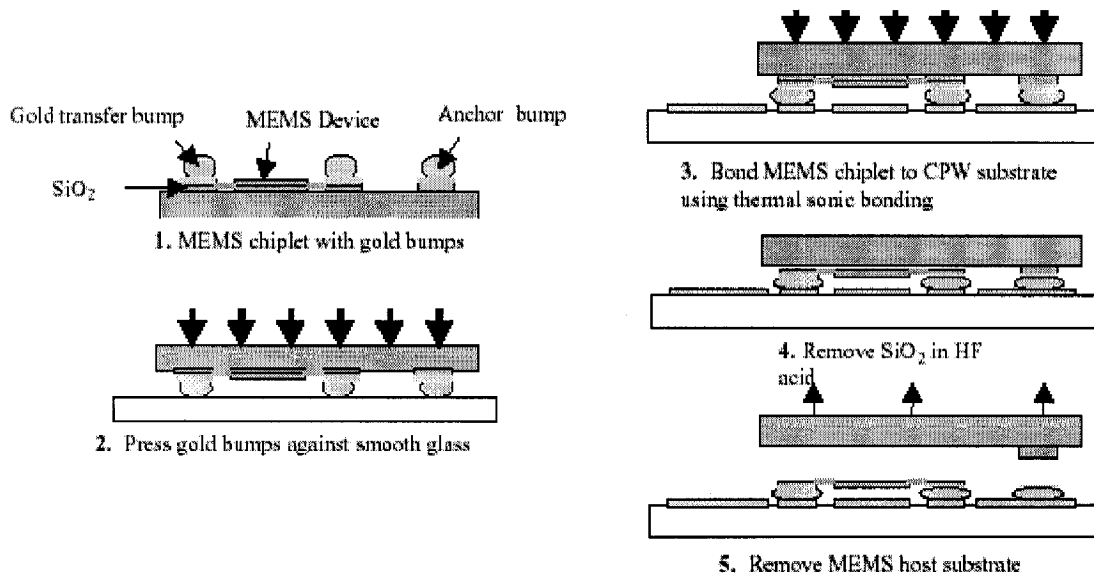 Gold transfer bump
MEMS Device
Anchor bump
SiO2
1. MEMS chiplet with gold bumps
2. Press gold bumps against smooth glass
3. Bond MEMS chiplet to CPW substrate
using thermal sonic bonding
4. Remove SiO2 in HF
acid
5. Remove MEMS host substrate